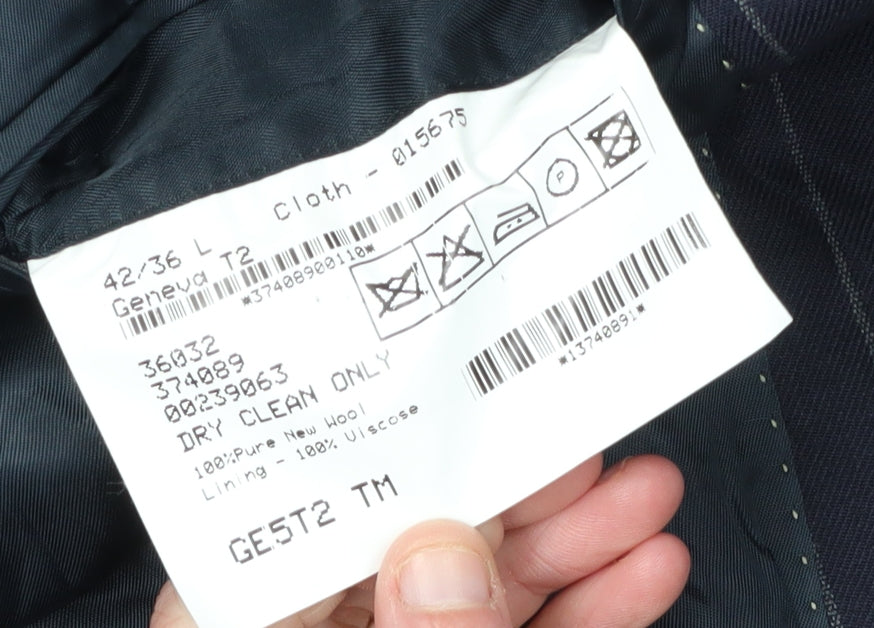 Cloth - 015675
42/36 L
Geneva T2
*37408900110*
P
36032
374089
00239063
DRY CLEAN ONLY
*13740891*
100%Pure New Wool
Lining - 100% Viscose
GE5T2 TM